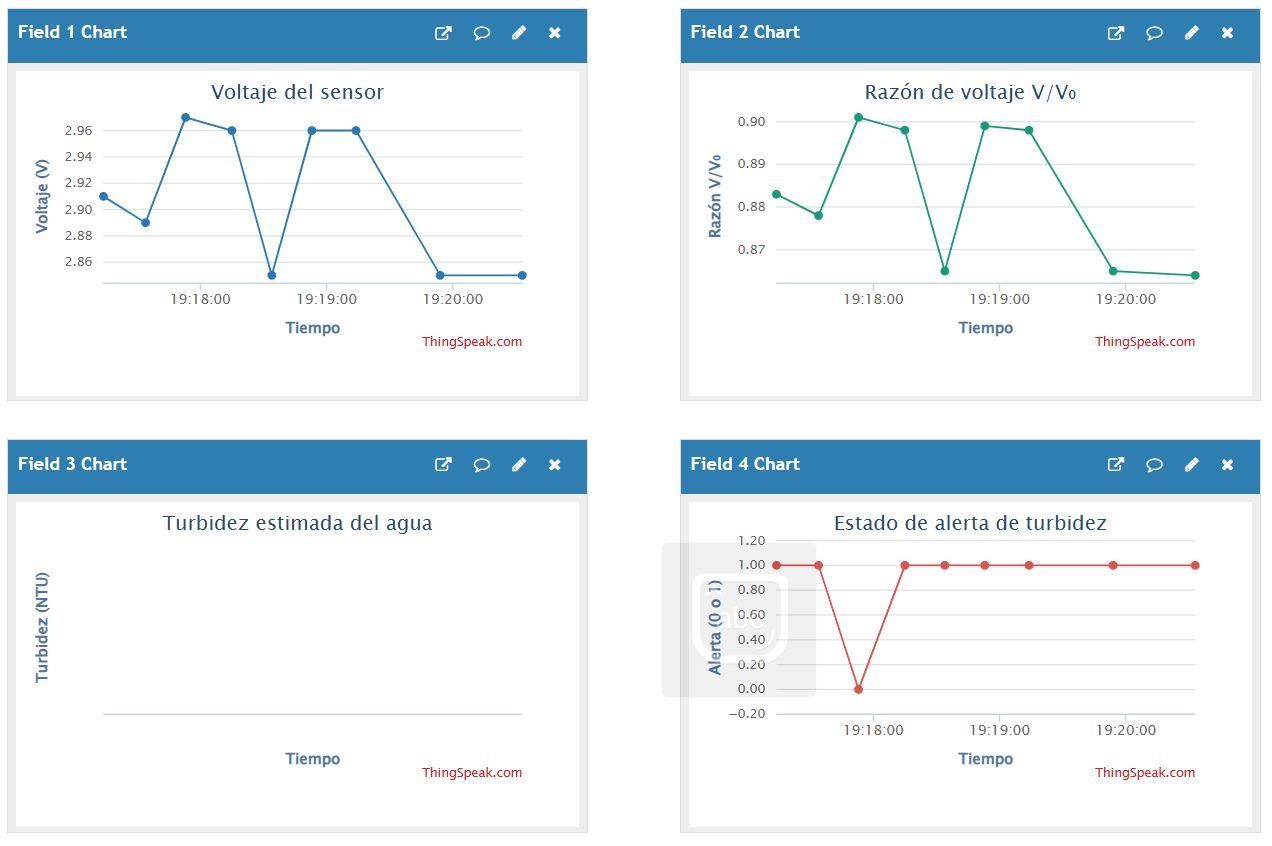 Field 1 Chart
Voltaje del sensor
Voltaje (V)
2.96
2.94
2.92
2.90
2.88
2.86
19:18:00 19:19:00 19:20:00
Tiempo
ThingSpeak.com
Field 2 Chart
Razón de voltaje V/V₀
Razón V/V₀
0.90
0.89
0.88
0.87
19:18:00 19:19:00 19:20:00
Tiempo
ThingSpeak.com
Field 3 Chart
Turbidez estimada del agua
Turbidez (NTU)
Tiempo
ThingSpeak.com
Field 4 Chart
Estado de alerta de turbidez
Alerta (0 o 1)
1.20
1.00
0.80
0.60
0.40
0.20
0.00
−0.20
abc
19:18:00 19:19:00 19:20:00
Tiempo
ThingSpeak.com